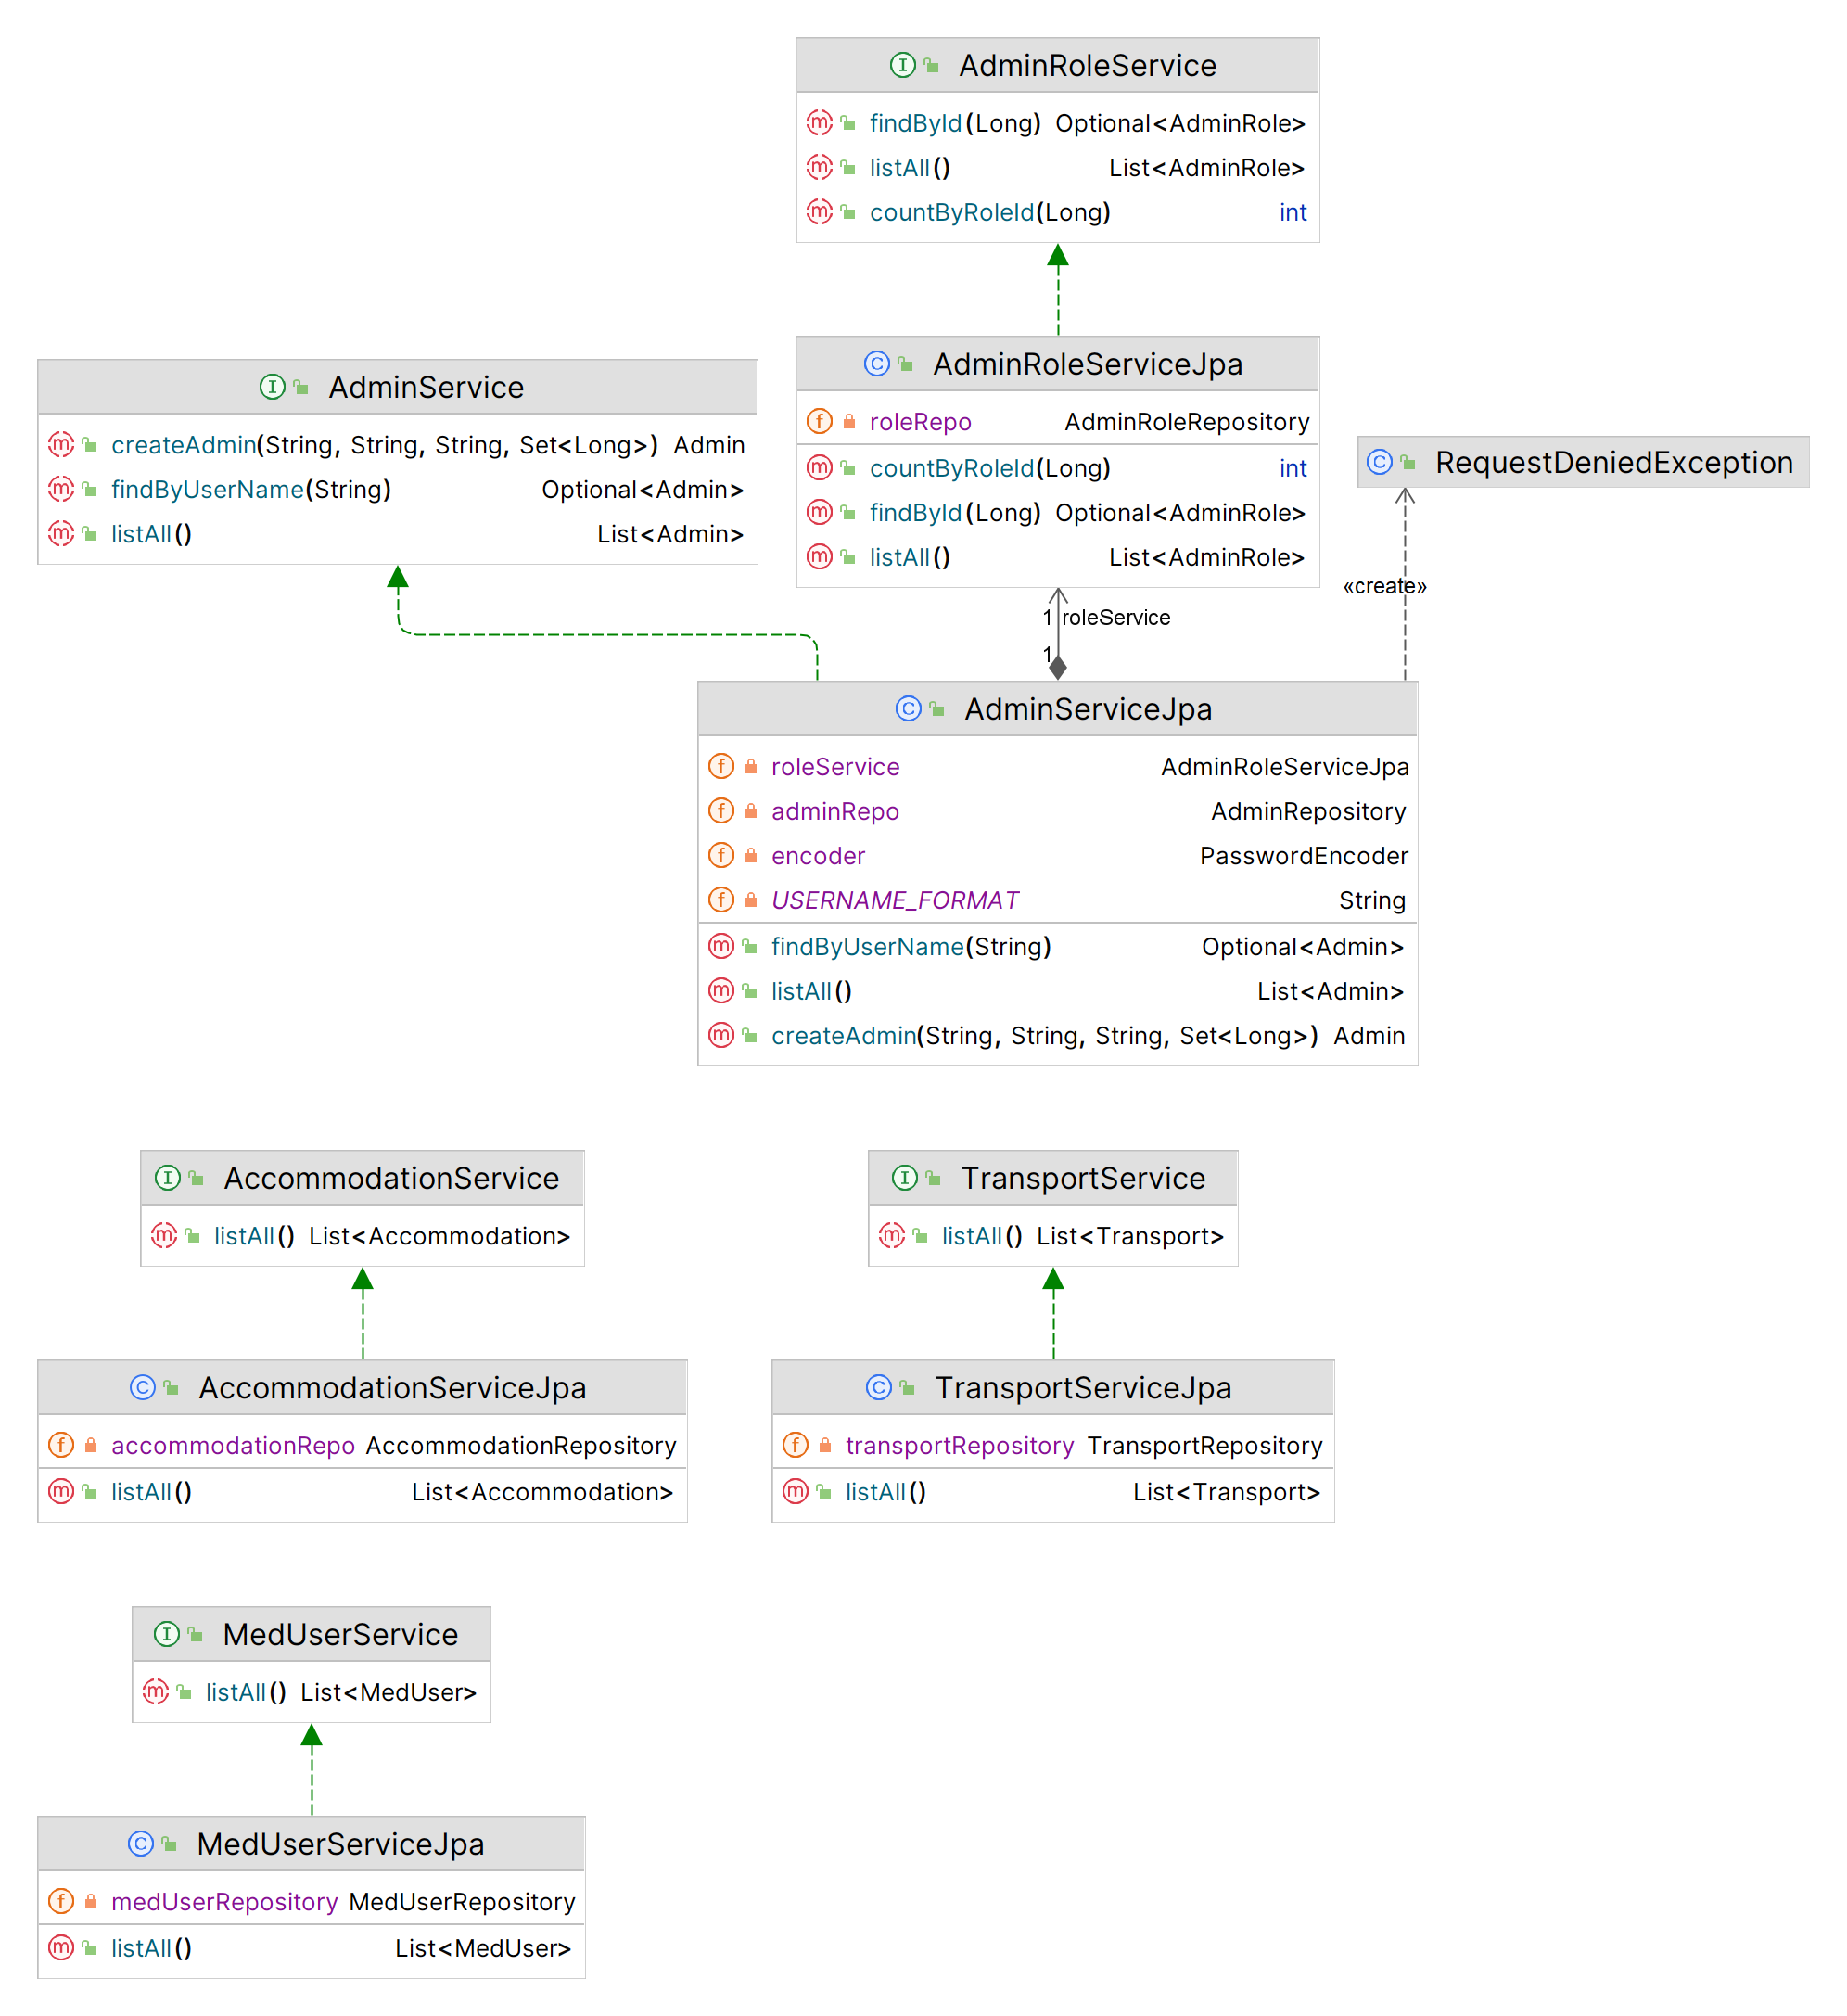 AdminRoleService
findById(Long) Optional<AdminRole>
listAll() List<AdminRole>
countByRoleId(Long) int
AdminService
createAdmin(String, String, String, Set<Long>) Admin
findByUserName(String) Optional<Admin>
listAll() List<Admin>
AdminRoleServiceJpa
roleRepo AdminRoleRepository
countByRoleId(Long) int
findById(Long) Optional<AdminRole>
listAll() List<AdminRole>
RequestDeniedException
«create»
1 roleService
1
AdminServiceJpa
roleService AdminRoleServiceJpa
adminRepo AdminRepository
encoder PasswordEncoder
USERNAME_FORMAT String
findByUserName(String) Optional<Admin>
listAll() List<Admin>
createAdmin(String, String, String, Set<Long>) Admin
AccommodationService
listAll() List<Accommodation>
TransportService
listAll() List<Transport>
AccommodationServiceJpa
accommodationRepo AccommodationRepository
listAll() List<Accommodation>
TransportServiceJpa
transportRepository TransportRepository
listAll() List<Transport>
MedUserService
listAll() List<MedUser>
MedUserServiceJpa
medUserRepository MedUserRepository
listAll() List<MedUser>